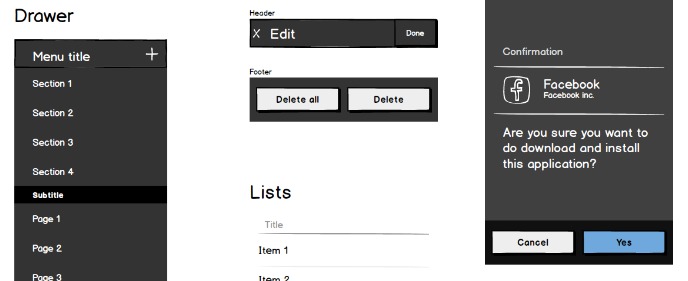 Drawer
Menu title
Section 1
Section 2
Section 3
Section 4
Subtitle
Page 1
Page 2
Page 3
Header
X Edit Done
Footer
Delete all Delete
Lists
Title
Item 1
Item 2
Confirmation
f
Facebook
Facebook Inc.
Are you sure you want to
do download and install
this application?
Cancel Yes